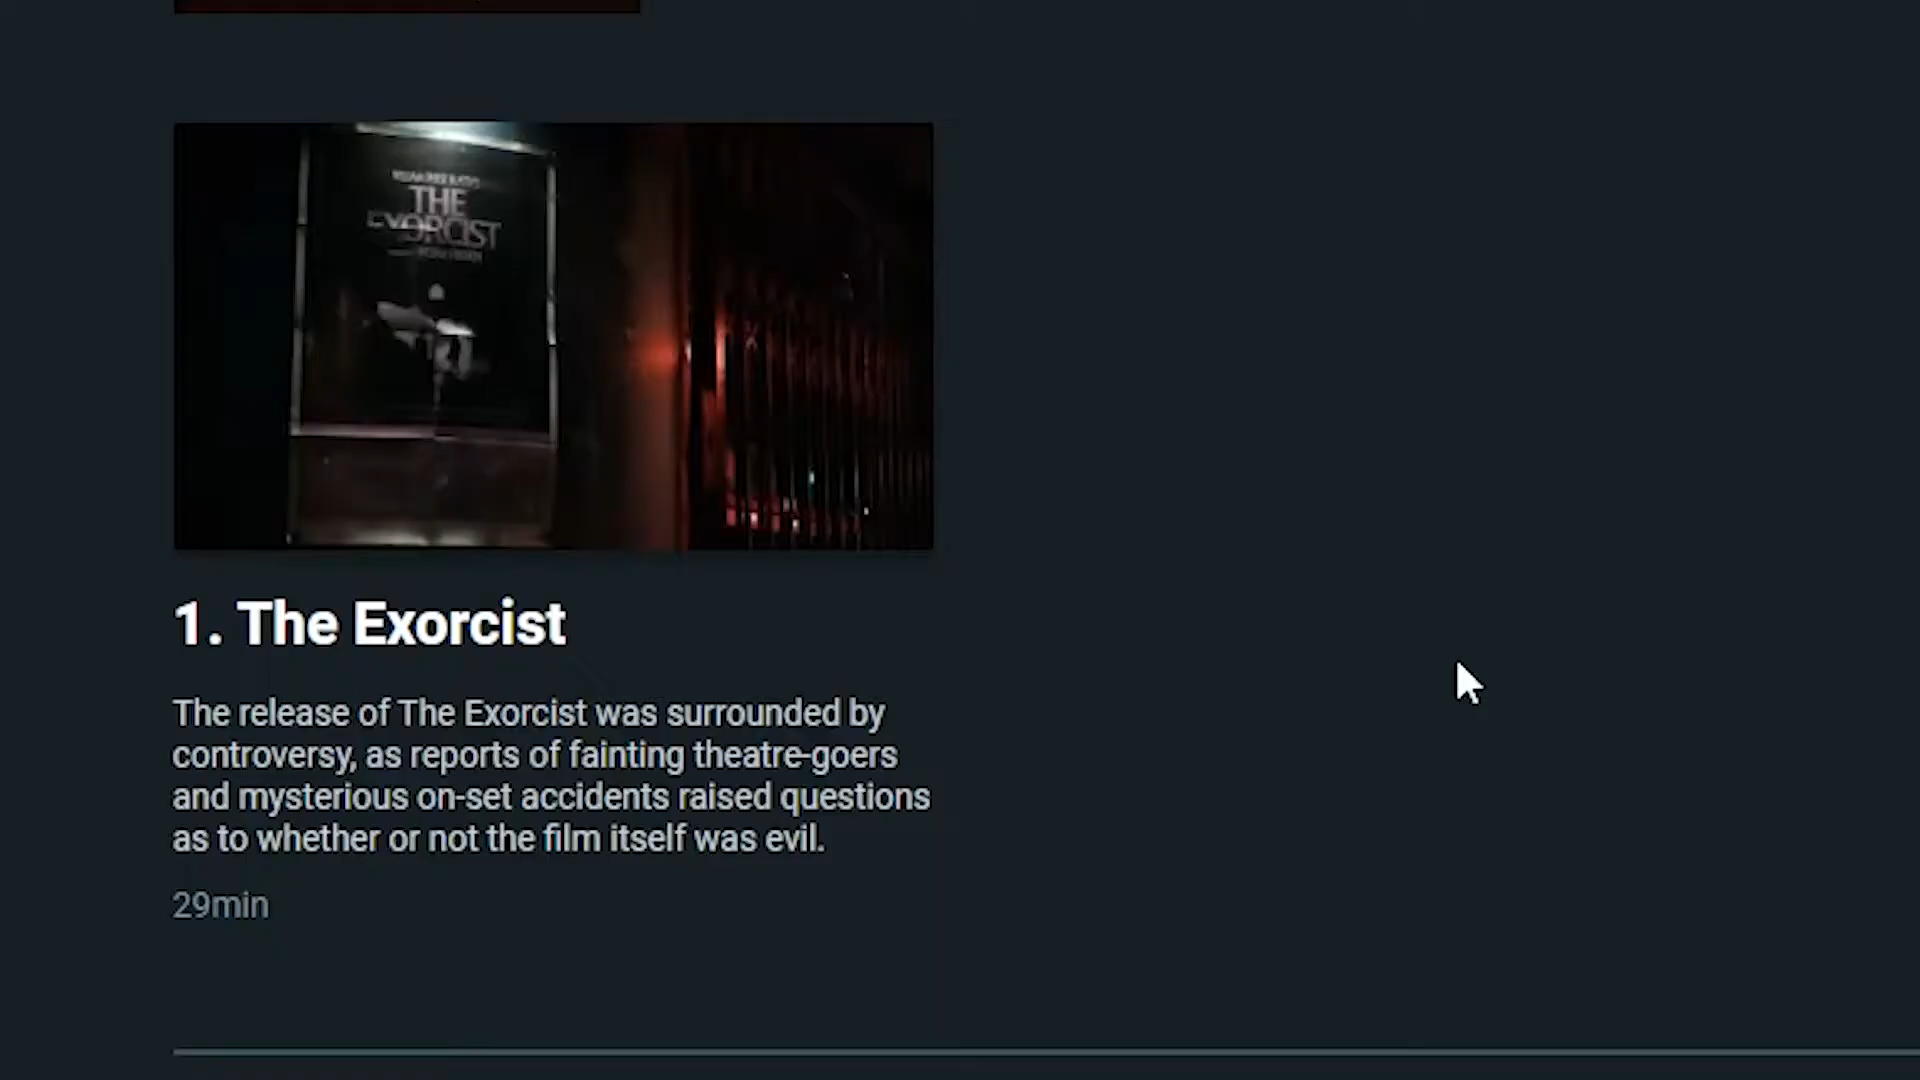 THE
EXORCIST
1. The Exorcist
The release of The Exorcist was surrounded by
controversy, as reports of fainting theatre-goers
and mysterious on-set accidents raised questions
as to whether or not the film itself was evil.
29min